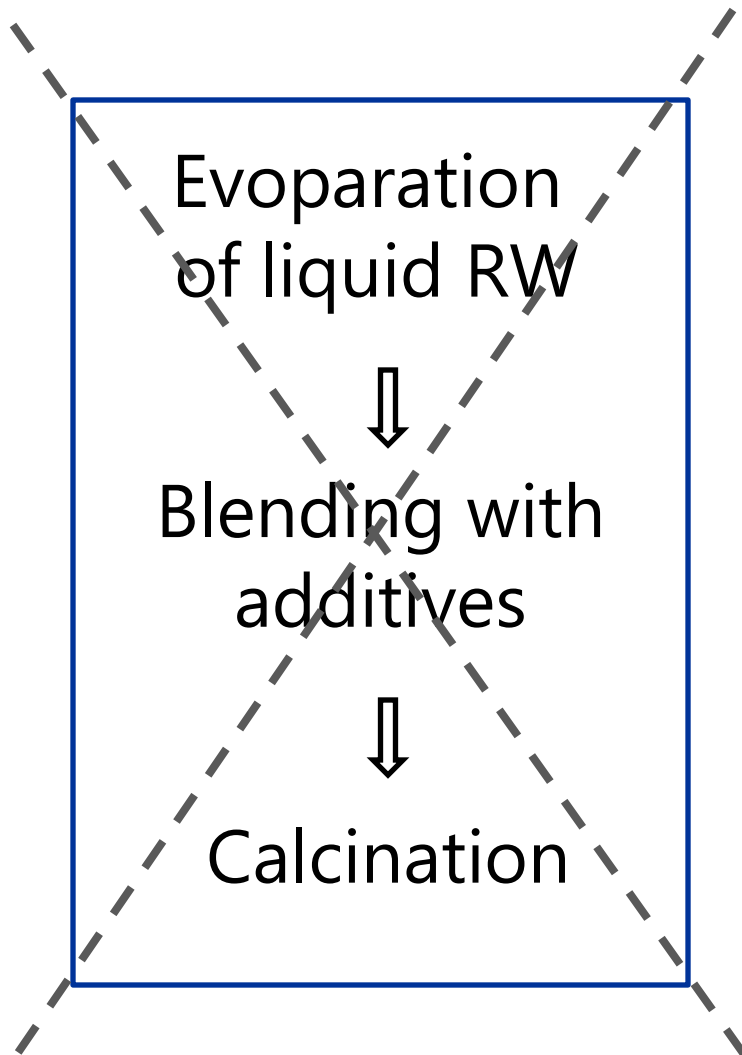 Evoparation
of liquid RW
Blending with
additives
Calcination